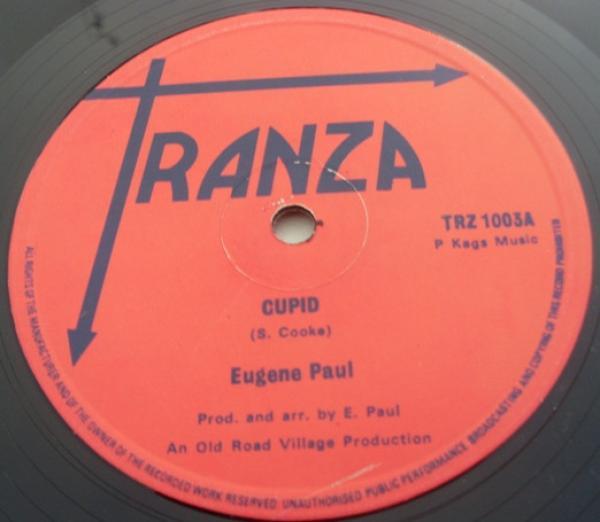 TRANZA
TRZ 1003A
P Kags Music
CUPID
(S. Cooke)
Eugene Paul
Prod. and arr. by E. Paul
An Old Road Village Production
ALL RIGHTS OF THE MANUFACTURER AND OF THE OWNER OF THE RECORDED WORK RESERVED UNAUTHORISED PUBLIC PERFORMANCE BROADCASTING AND COPYING OF THIS RECORD PROHIBITED